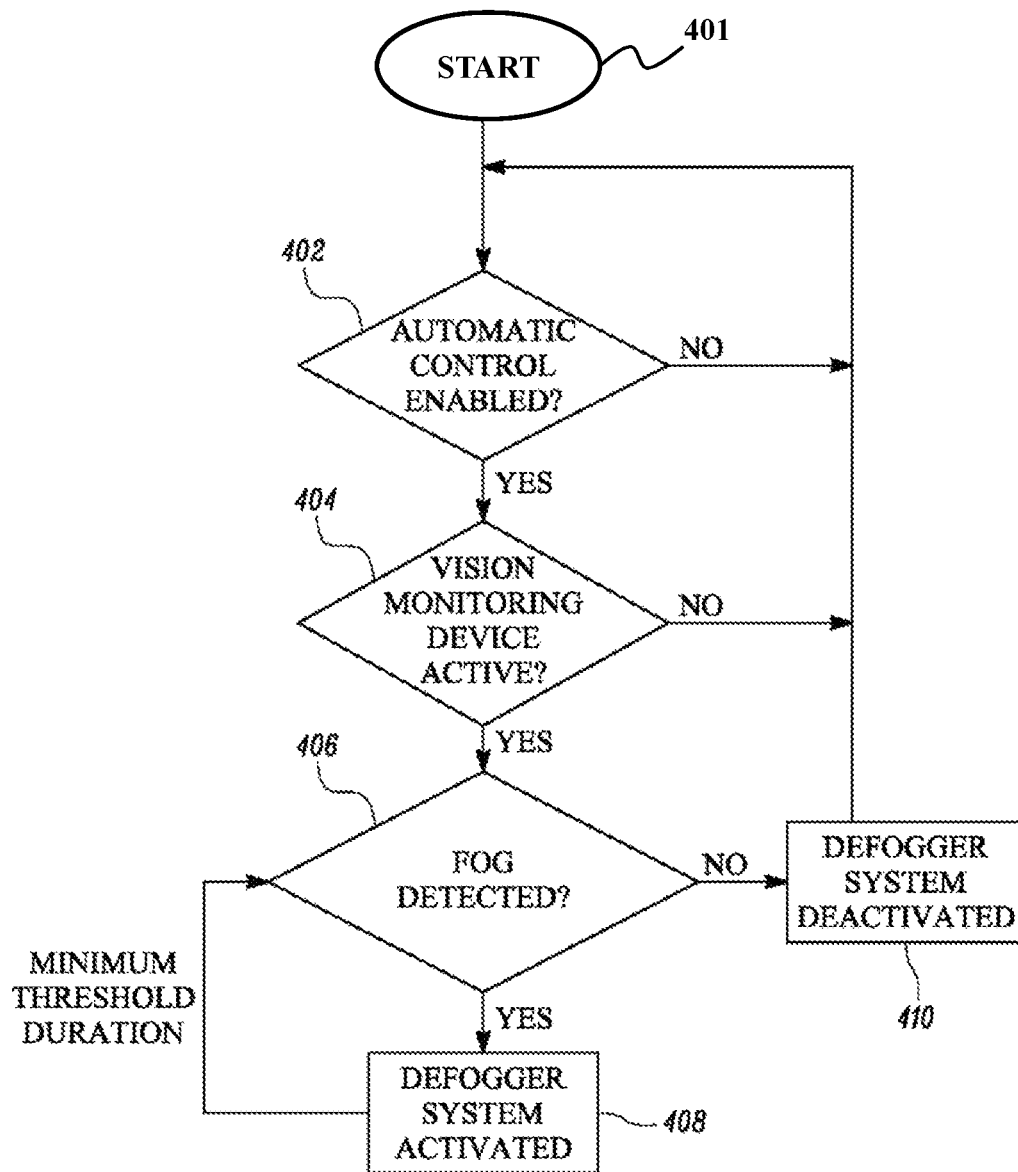 401
START
402
AUTOMATIC
CONTROL
ENABLED?
NO
YES
404
VISION
MONITORING
DEVICE
ACTIVE?
NO
YES
406
FOG
DETECTED?
NO
DEFOGGER
SYSTEM
DEACTIVATED
410
MINIMUM
THRESHOLD
DURATION
YES
DEFOGGER
SYSTEM
ACTIVATED
408